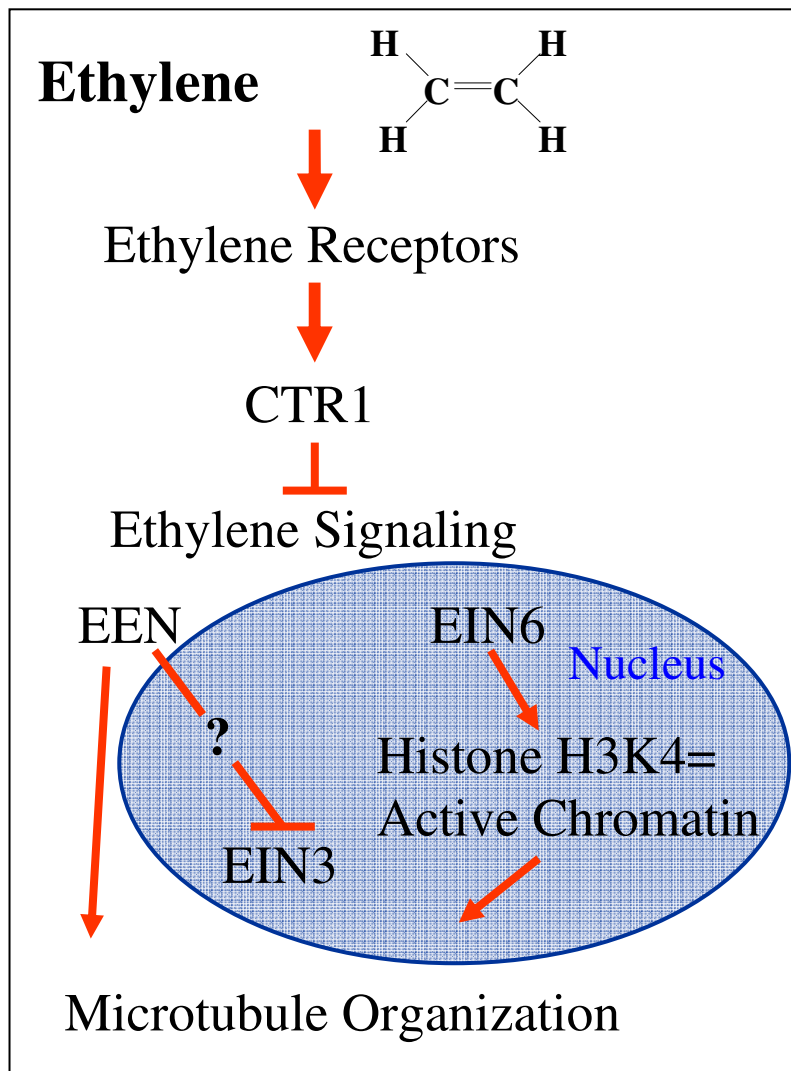 H H
Ethylene C C
H H
Ethylene Receptors
CTR1
Ethylene Signaling
EEN EIN6
Nucleus
?
Histone H3K4=
Active Chromatin
EIN3
Microtubule Organization